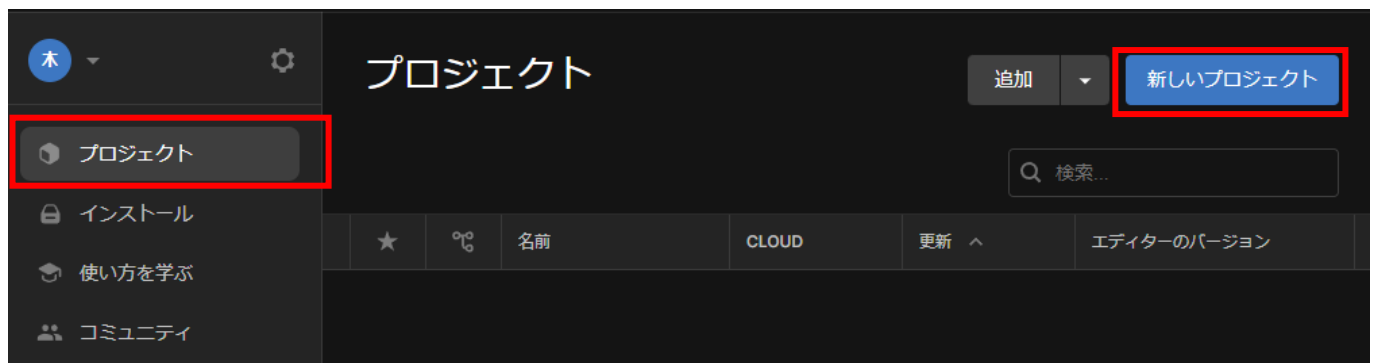 木
プロジェクト
インストール
使い方を学ぶ
コミュニティ
プロジェクト
追加
新しいプロジェクト
検索...
名前 CLOUD 更新 エディターのバージョン